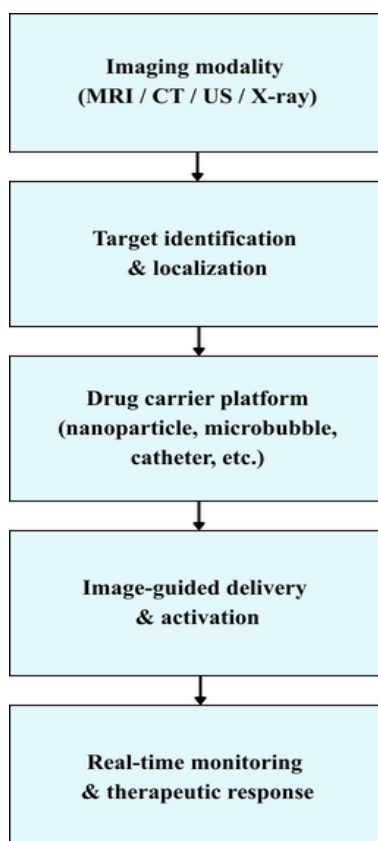 Imaging modality
(MRI / CT / US / X-ray)
Target identification
& localization
Drug carrier platform
(nanoparticle, microbubble,
catheter, etc.)
Image-guided delivery
& activation
Real-time monitoring
& therapeutic response